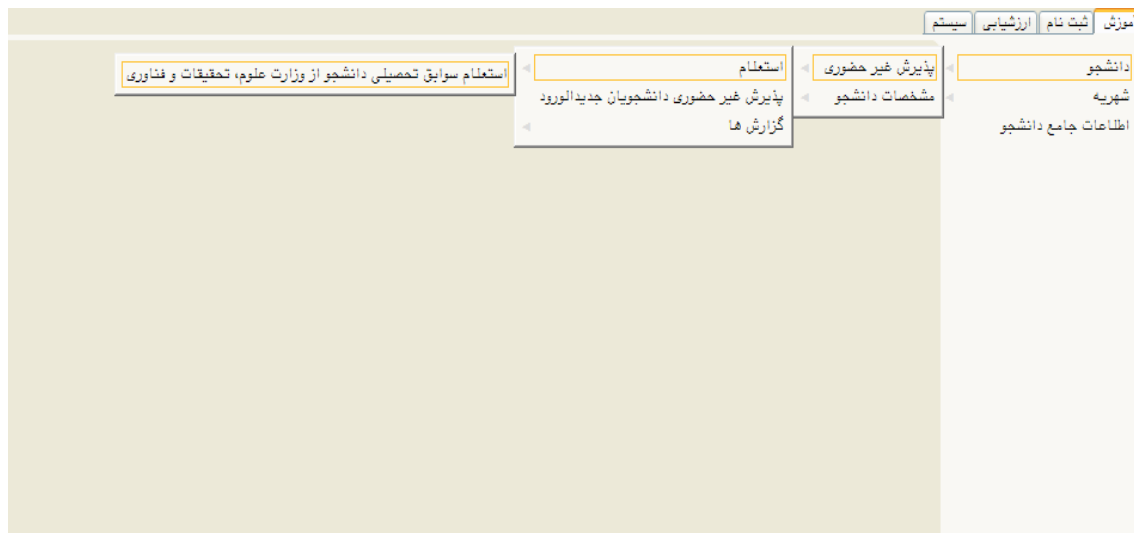 آموزش ثبت نام ارزشیابی سیستم
دانشجو
شهریه
اطلاعات جامع دانشجو
پذیرش غیر حضوری
مشخصات دانشجو
استعلام
پذیرش غیر حضوری دانشجویان جدیدالورود
گزارش ها
استعلام سوابق تحصیلی دانشجو از وزارت علوم، تحقیقات و فناوری